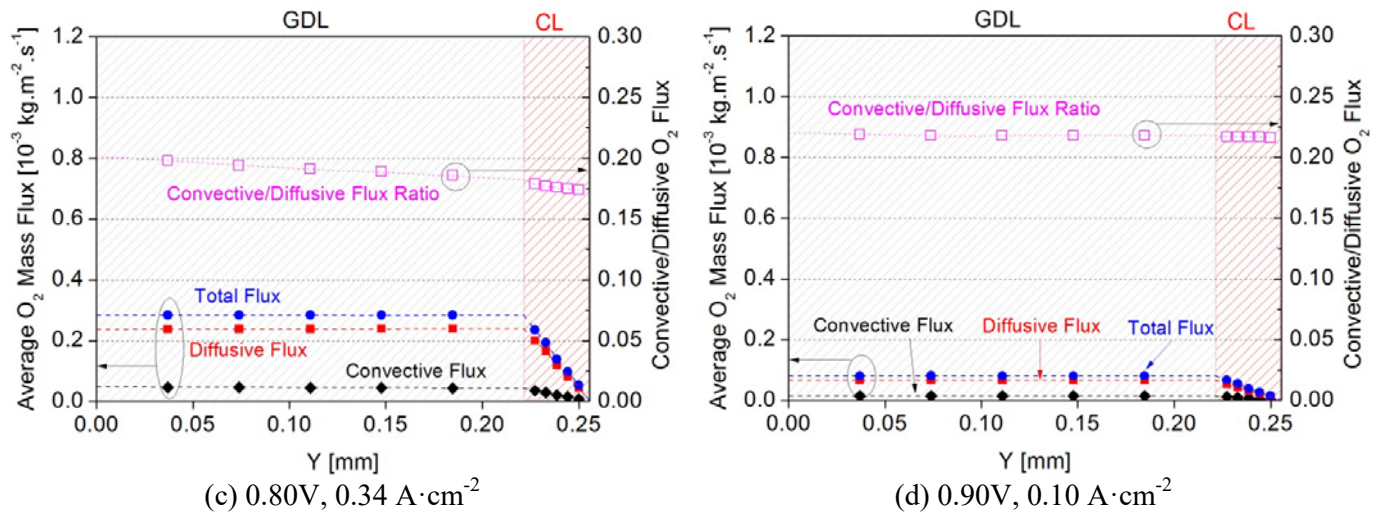 GDL CL
1.2
1.0
0.8
0.6
0.4
0.2
0.0
Average O2 Mass Flux [10-3 kg.m-2.s-1]
0.30
0.25
0.20
0.15
0.10
0.05
0.00
Convective/Diffusive O2 Flux
Convective/Diffusive Flux Ratio
Total Flux
Diffusive Flux
Convective Flux
0.00 0.05 0.10 0.15 0.20 0.25
Y [mm]
(c) 0.80V, 0.34 A·cm-2
GDL CL
1.2
1.0
0.8
0.6
0.4
0.2
0.0
Average O2 Mass Flux [10-3 kg.m-2.s-1]
0.30
0.25
0.20
0.15
0.10
0.05
0.00
Convective/Diffusive O2 Flux
Convective/Diffusive Flux Ratio
Convective Flux Diffusive Flux Total Flux
0.00 0.05 0.10 0.15 0.20 0.25
Y [mm]
(d) 0.90V, 0.10 A·cm-2